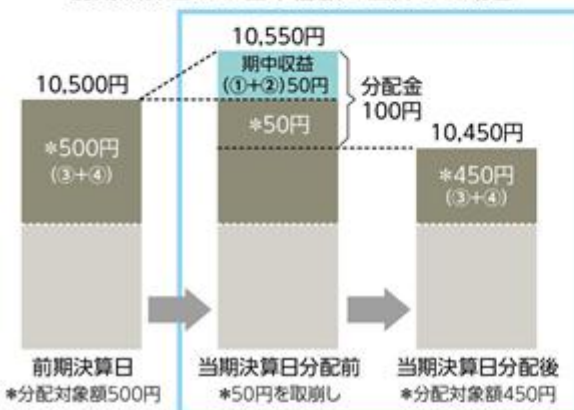 10,550円
期中収益
(①+②)50円
10,500円
分配金
100円
*50円
10,450円
*500円
(③+④)
*450円
(③+④)
前期決算日
当期決算日分配前
当期決算日分配後
*分配対象額500円
*50円を取崩し
*分配対象額450円